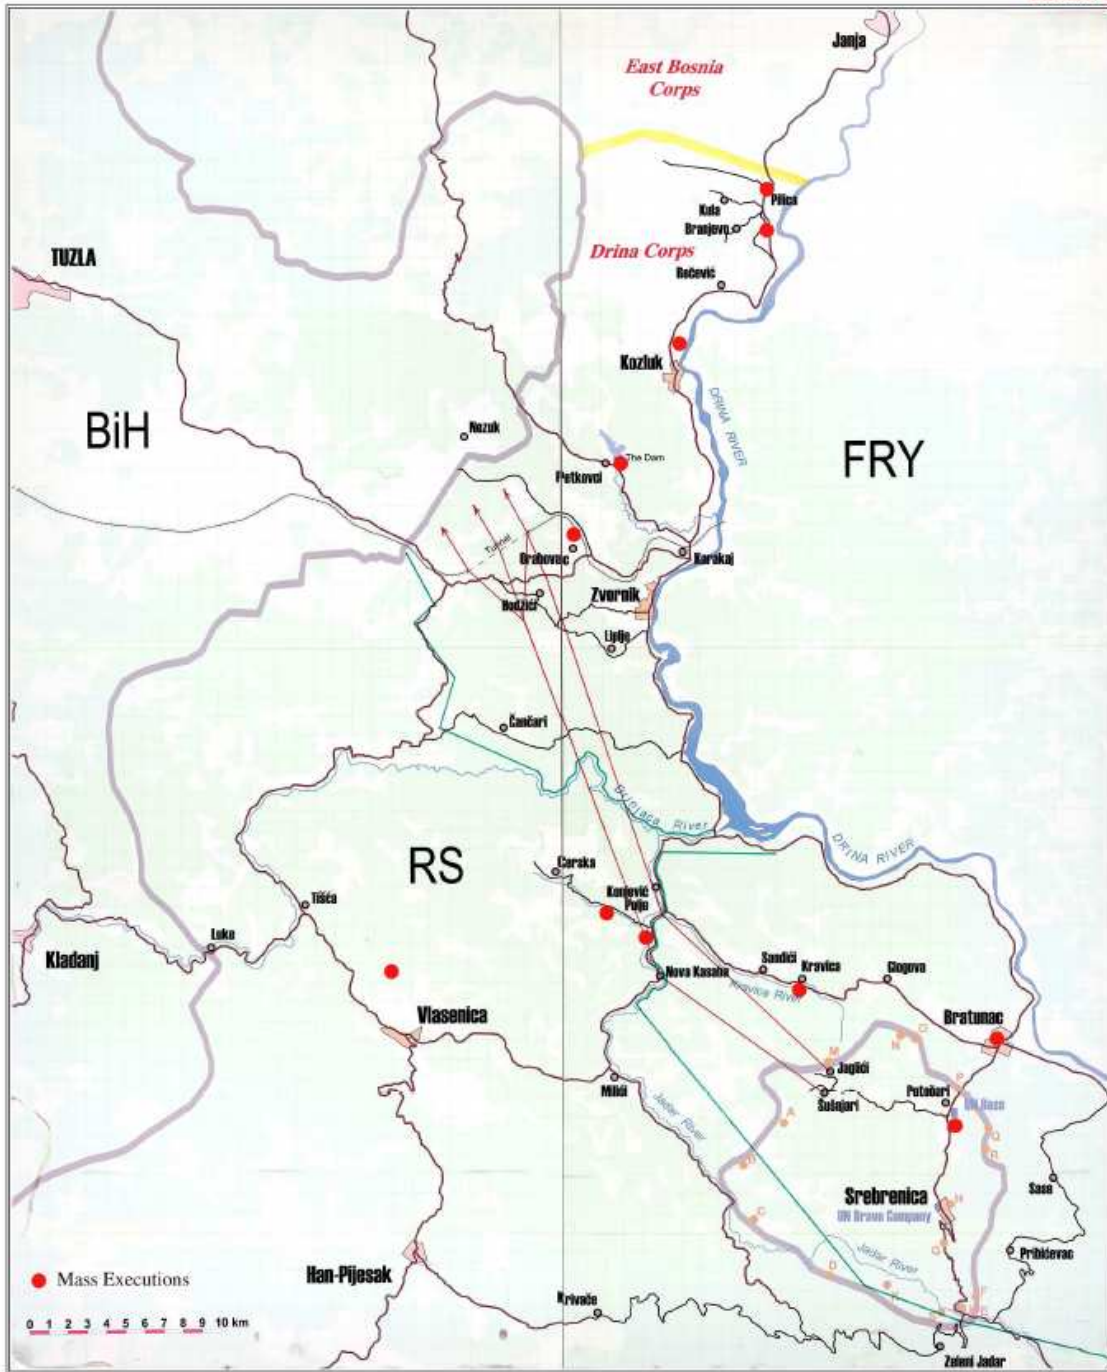 Janja
East Bosnia
Corps
Pilica
Kula
Branjevo
Drina Corps
TUZLA
Ročević
Kozluk
DRINA RIVER
BiH
Nezuk
FRY
The Dam
Petkovci
Tunnel
Orahovac
Karakaj
Hodžići
Zvornik
Liplje
Čančari
Drinjaca River
DRINA RIVER
RS
Cerska
Konjević
Polje
Tišća
Luke
Kladanj
Sandići
Kravica
Glogova
Nova Kasaba
Kravica River
Vlasenica
Bratunac
M
N
O
Jaglići
Milići
Šušnjari
Potočari
P
UN Base
Jadar River
A
Q
R
B
Sase
Srebrenica
H
UN Bravo Company
C
Jadar River
Pribićevac
D
Han-Pijesak
Mass Executions
F
E
Krivače
0 1 2 3 4 5 6 7 8 9 10 km
Zeleni Jadar